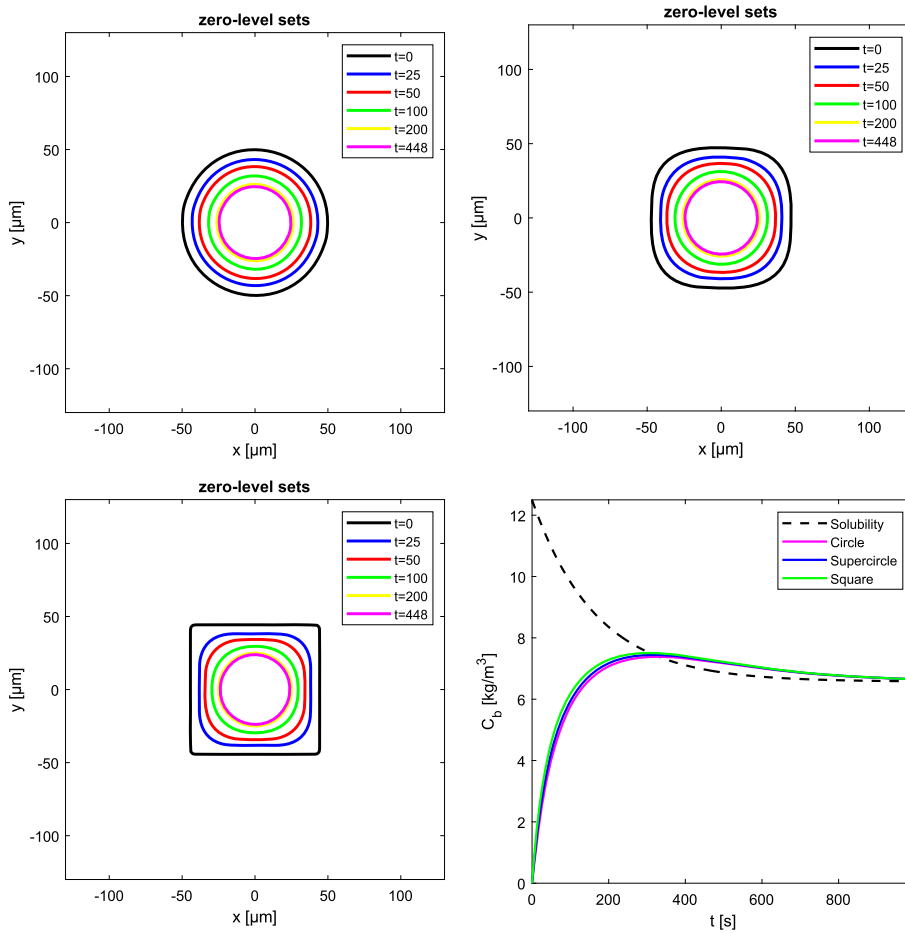 zero-level sets
100
50
0
-50
-100
y [µm]
-100
-50
0
50
100
x [µm]
t=0
t=25
t=50
t=100
t=200
t=448
zero-level sets
100
50
0
-50
-100
y [µm]
-100
-50
0
50
100
x [µm]
t=0
t=25
t=50
t=100
t=200
t=448
zero-level sets
100
50
0
-50
-100
y [µm]
-100
-50
0
50
100
x [µm]
t=0
t=25
t=50
t=100
t=200
t=448
12
10
8
6
4
2
0
C_b [kg/m³]
0
200
400
600
800
t [s]
Solubility
Circle
Supercircle
Square